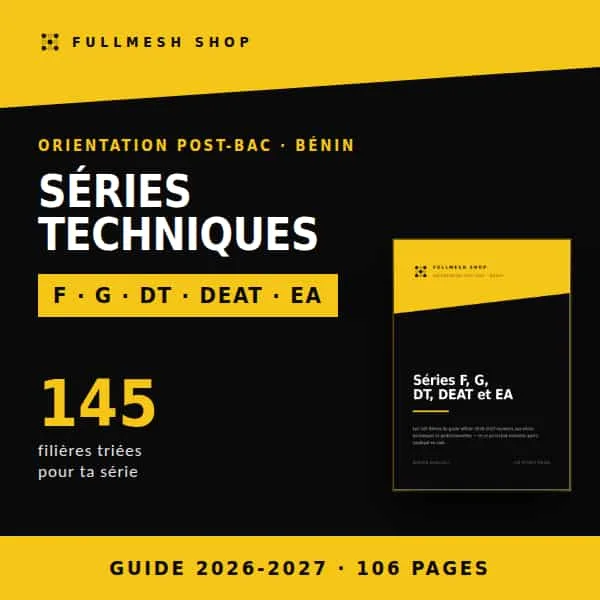 FULLMESH SHOP
ORIENTATION POST-BAC · BÉNIN
SÉRIES
TECHNIQUES
F · G · DT · DEAT · EA
145
filières triées
pour ta série
FULLMESH SHOP
Séries F, G,
DT, DEAT et EA
GUIDE 2026-2027 · 106 PAGES